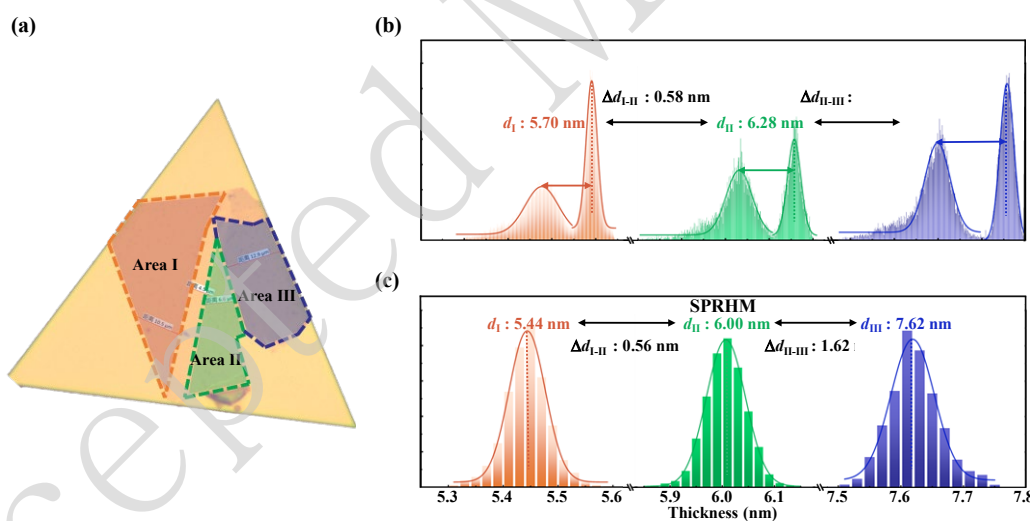 (a)
(b)
Δd_I-II : 0.58 nm
Δd_II-III :
d_I : 5.70 nm
d_II : 6.28 nm
Area I
Area III
Area II
(c)
SPRHM
d_I : 5.44 nm
d_II : 6.00 nm
d_III : 7.62 nm
Δd_I-II : 0.56 nm
Δd_II-III : 1.62
5.3 5.4 5.5 5.6 5.9 6.0 6.1 7.5 7.6 7.7 7.8
Thickness (nm)